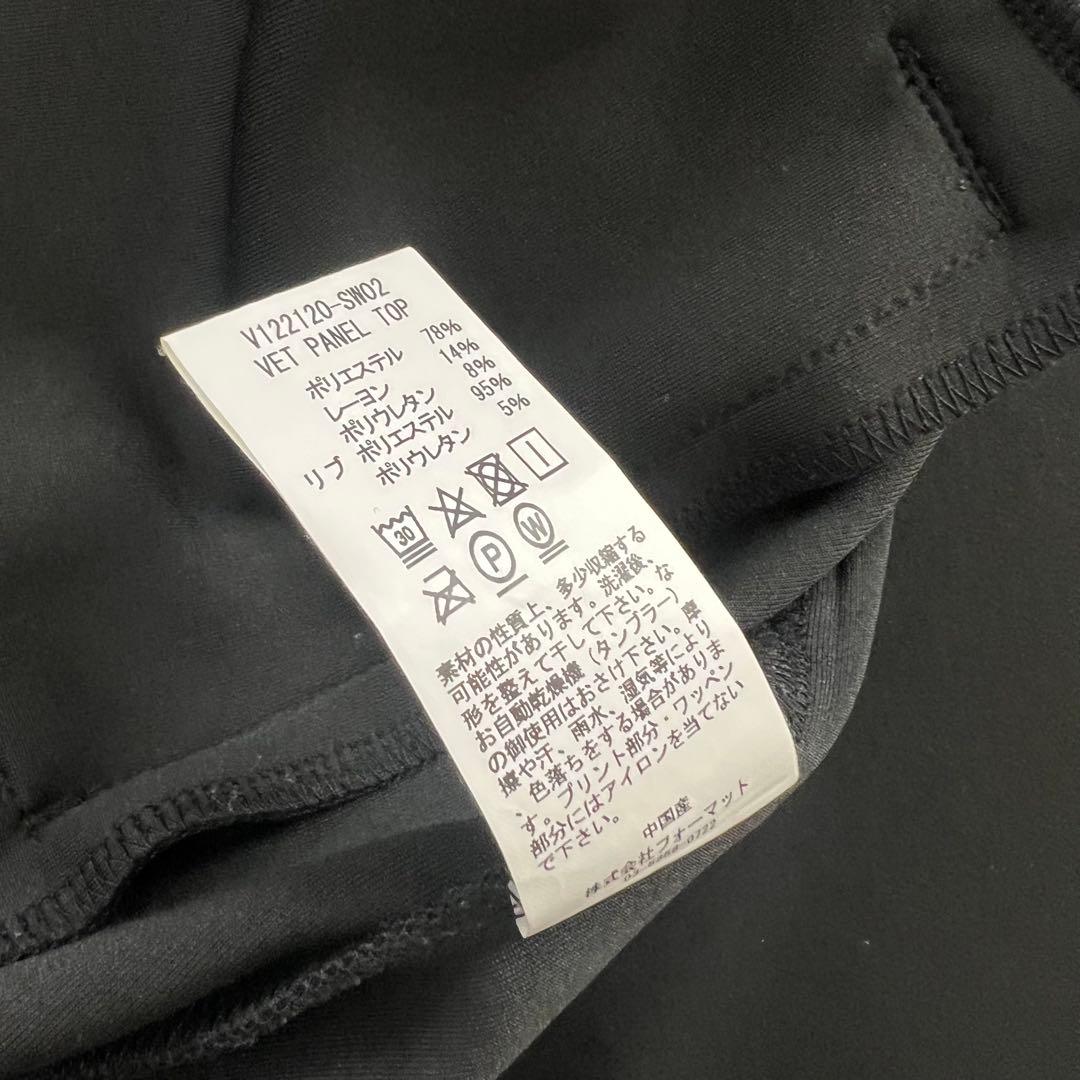 V122120-SW02
VET PANEL TOP
ポリエステル 78%
レーヨン 14%
ポリウレタン 8%
リブ ポリエステル 95%
ポリウレタン 5%
30
P W
素材の性質上、多少収縮する
可能性があります。洗濯後、
形を整えて干して下さい。な
お自動乾燥機(タンブラー)
の御使用はおさけ下さい。摩
擦や汗、雨水、湿気等により
色落ちをする場合がありま
す。プリント部分・ワッペン
部分にはアイロンを当てない
で下さい。
中国産
株式会社フォーマット